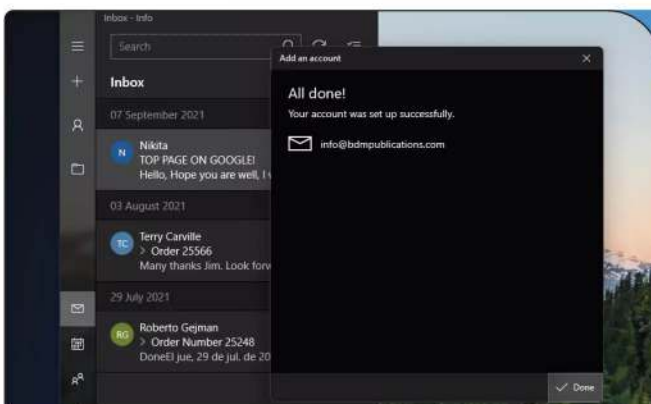 Inbox - Info
Search
Inbox
07 September 2021
N
Nikita
TOP PAGE ON GOOGLE!
Hello, Hope you are well, I
03 August 2021
TC
Terry Carville
> Order 25566
Many thanks Jim. Look forw
29 July 2021
RG
Roberto Gejman
> Order Number 25248
DoneEl jue, 29 de jul. de 20
Add an account
All done!
Your account was set up successfully.
info@bdmpublications.com
Done